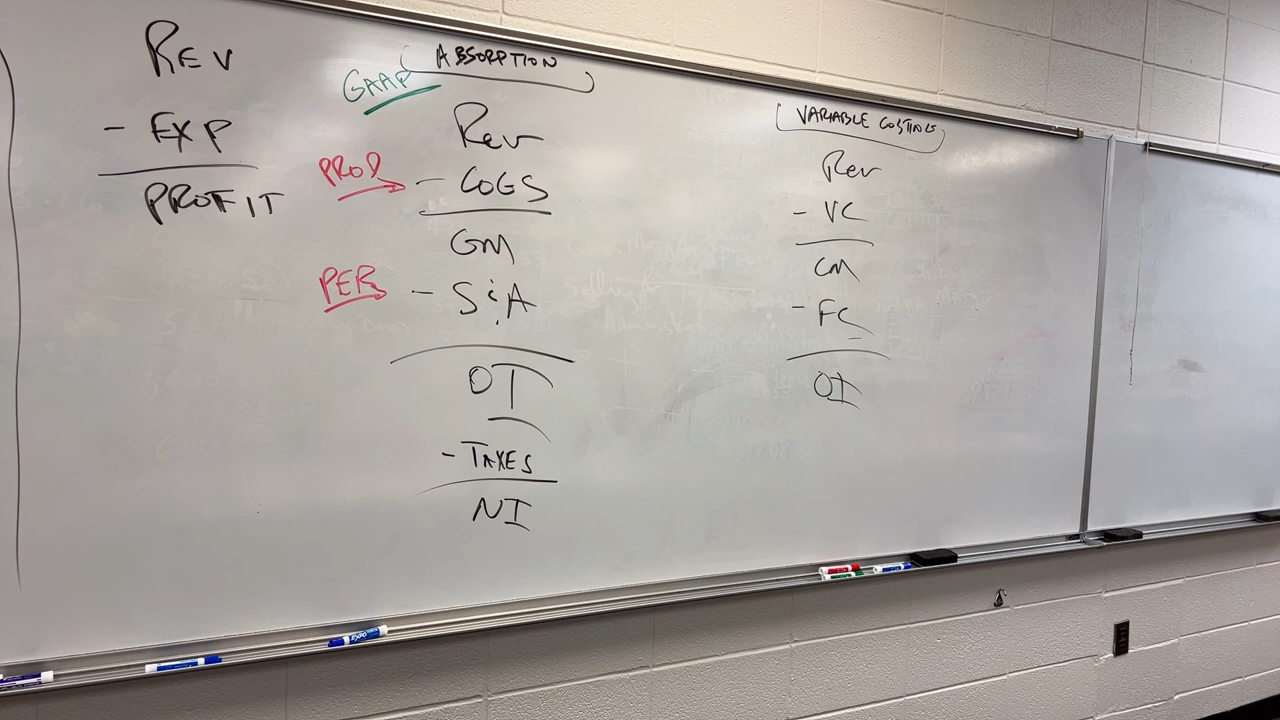 REV
- EXP
PROFIT
GAAP
ABSORPTION
Rev
PROD
- COGS
GM
PER
- S&A
OI
- TAXES
NI
VARIABLE COSTING
Rev
- VC
CM
- FC
OI
EXPO